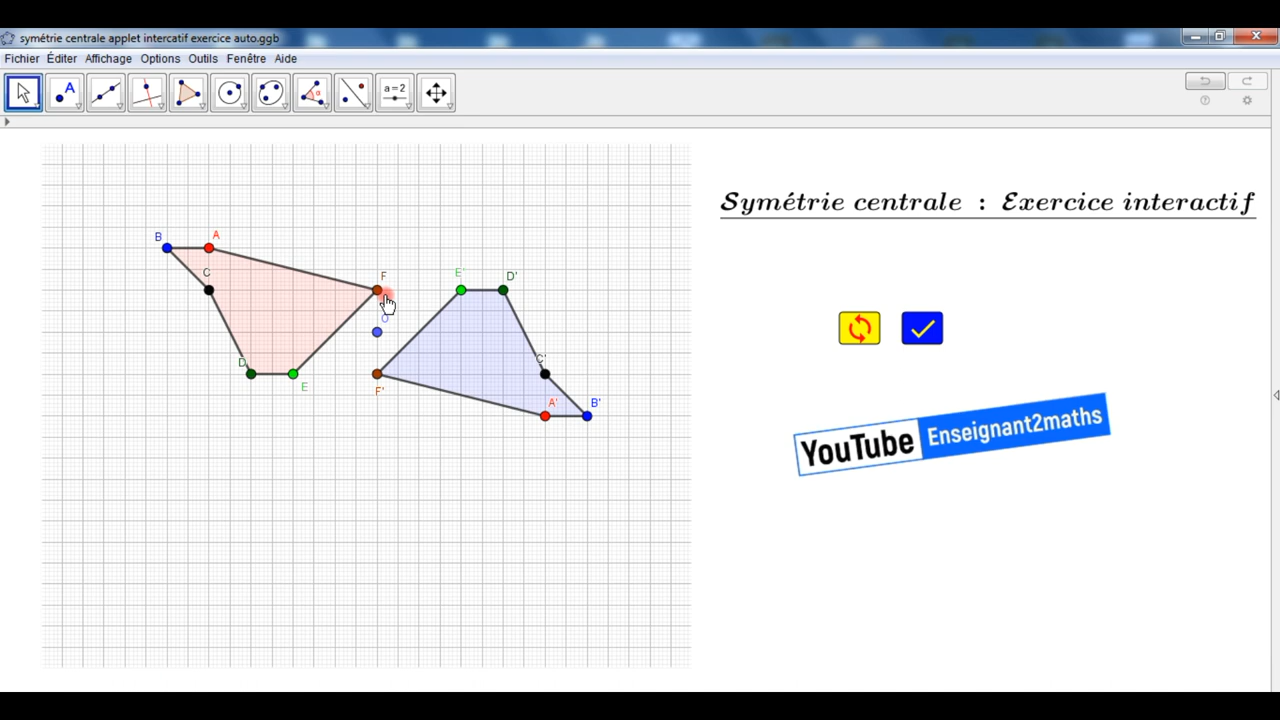 symétrie centrale applet intercatif exercice auto.ggb
Fichier Éditer Affichage Options Outils Fenêtre Aide
A
a=2
α
Symétrie centrale : Exercice interactif
B A
C
F
E' D'
O
D
E
F'
C'
A' B'
YouTube Enseignant2maths